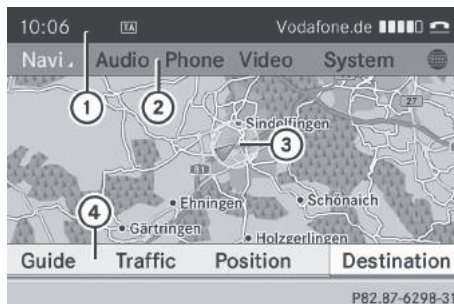 10:06 TA Vodafone.de
Navi Audio Phone Video System
1 2
27
Sindelfingen
3
81
Ehningen Schönaich
4
Gärtringen
Holzgerlingen
Guide Traffic Position Destination
P82.87-6298-31